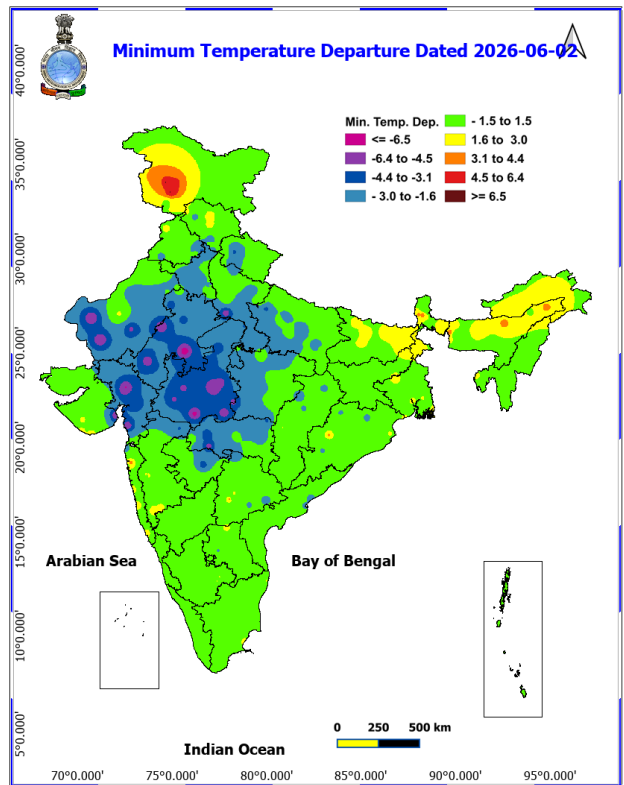 Minimum Temperature Departure Dated 2026-06-02
Min. Temp. Dep.
<= -6.5
-6.4 to -4.5
-4.4 to -3.1
- 3.0 to -1.6
- 1.5 to 1.5
1.6 to 3.0
3.1 to 4.4
4.5 to 6.4
>= 6.5
40°0.000'
35°0.000'
30°0.000'
25°0.000'
20°0.000'
15°0.000'
10°0.000'
5°0.000'
Arabian Sea
Bay of Bengal
Indian Ocean
0 250 500 km
70°0.000' 75°0.000' 80°0.000' 85°0.000' 90°0.000' 95°0.000'